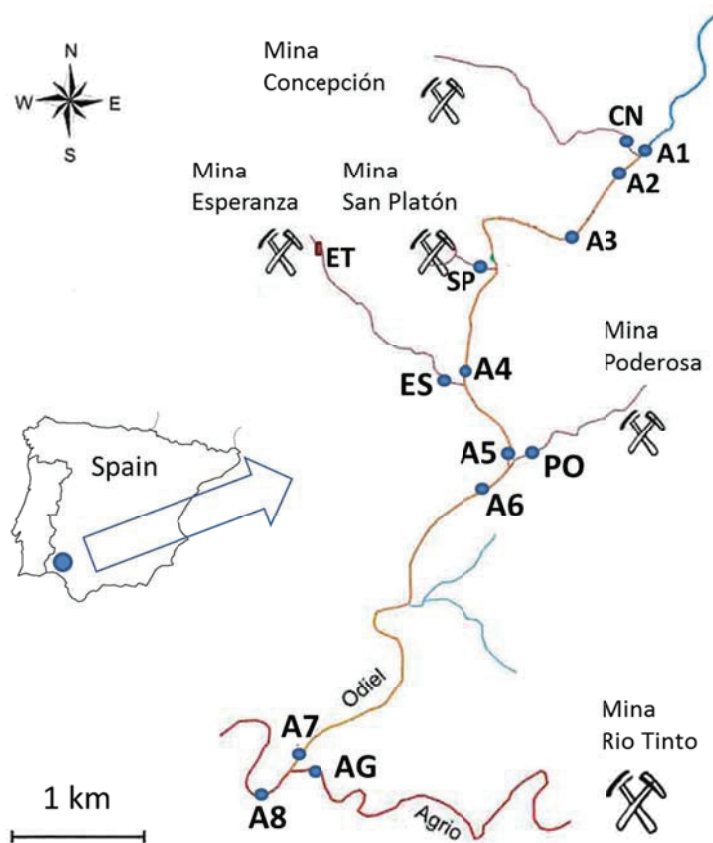 N
W E
S
Mina
Concepción
CN
A1
A2
A3
Mina
Esperanza
Mina
San Platón
ET
SP
A4
ES
Mina
Poderosa
A5
PO
A6
Spain
Odiel
A7
AG
A8
Agrio
Mina
Rio Tinto
1 km